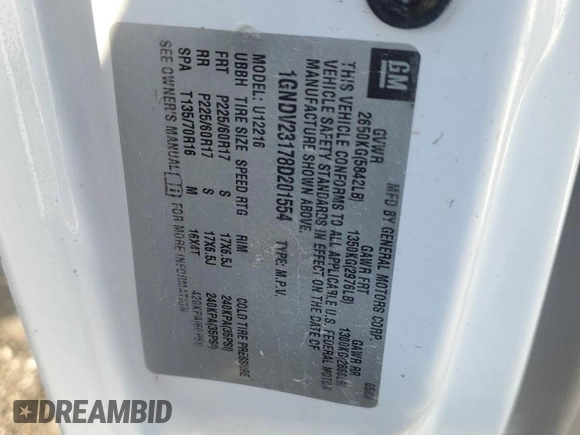 GM
MFD BY GENERAL MOTORS CORP.
GVWR GAWR FRT GAWR RR
2650KG(5842LB) 1350KG(2976LB) 1300KG(2866LB)
THIS VEHICLE CONFORMS TO ALL APPLICABLE U.S. FEDERAL MOTOR
VEHICLE SAFETY STANDARDS IN EFFECT ON THE DATE OF
MANUFACTURE SHOWN ABOVE.
1GNDV23178D201554 TYPE: M.P.V.
MODEL: U12216
UBBH TIRE SIZE SPEED RTG RIM COLD TIRE PRESSURE
FRT P225/60R17 S 17X6.5J 240KPA(35PSI)
RR P225/60R17 S 17X6.5J 240KPA(35PSI)
SPA T135/70R16 M 16X4T 420KPA(60PSI)
SEE OWNER'S MANUAL FOR MORE INFORMATION
DREAMBID